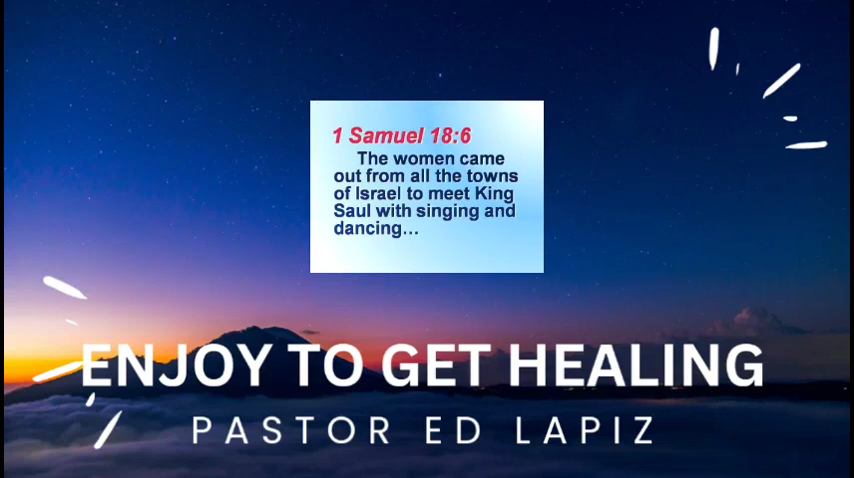 1 Samuel 18:6
The women came
out from all the towns
of Israel to meet King
Saul with singing and
dancing...
ENJOY TO GET HEALING
PASTOR ED LAPIZ